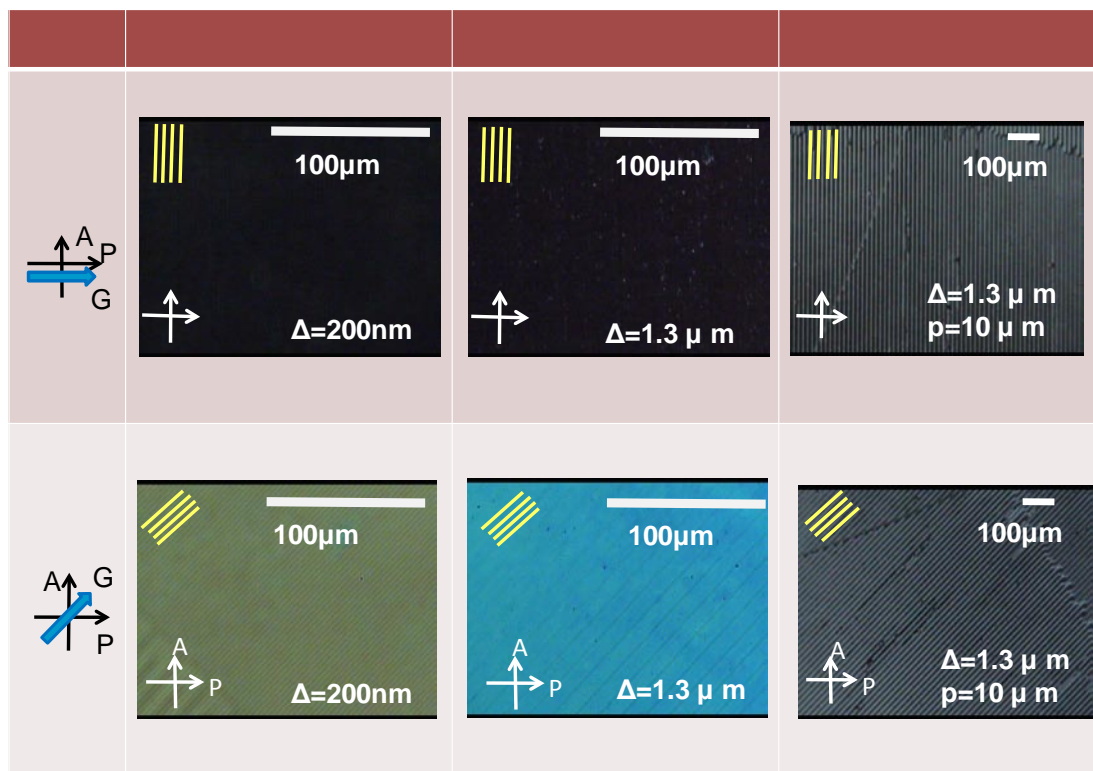 A
P
G
100µm
Δ=200nm
100µm
Δ=1.3 µ m
100µm
Δ=1.3 µ m
p=10 µ m
A
G
P
100µm
A
P
Δ=200nm
100µm
A
P
Δ=1.3 µ m
100µm
A
P
Δ=1.3 µ m
p=10 µ m